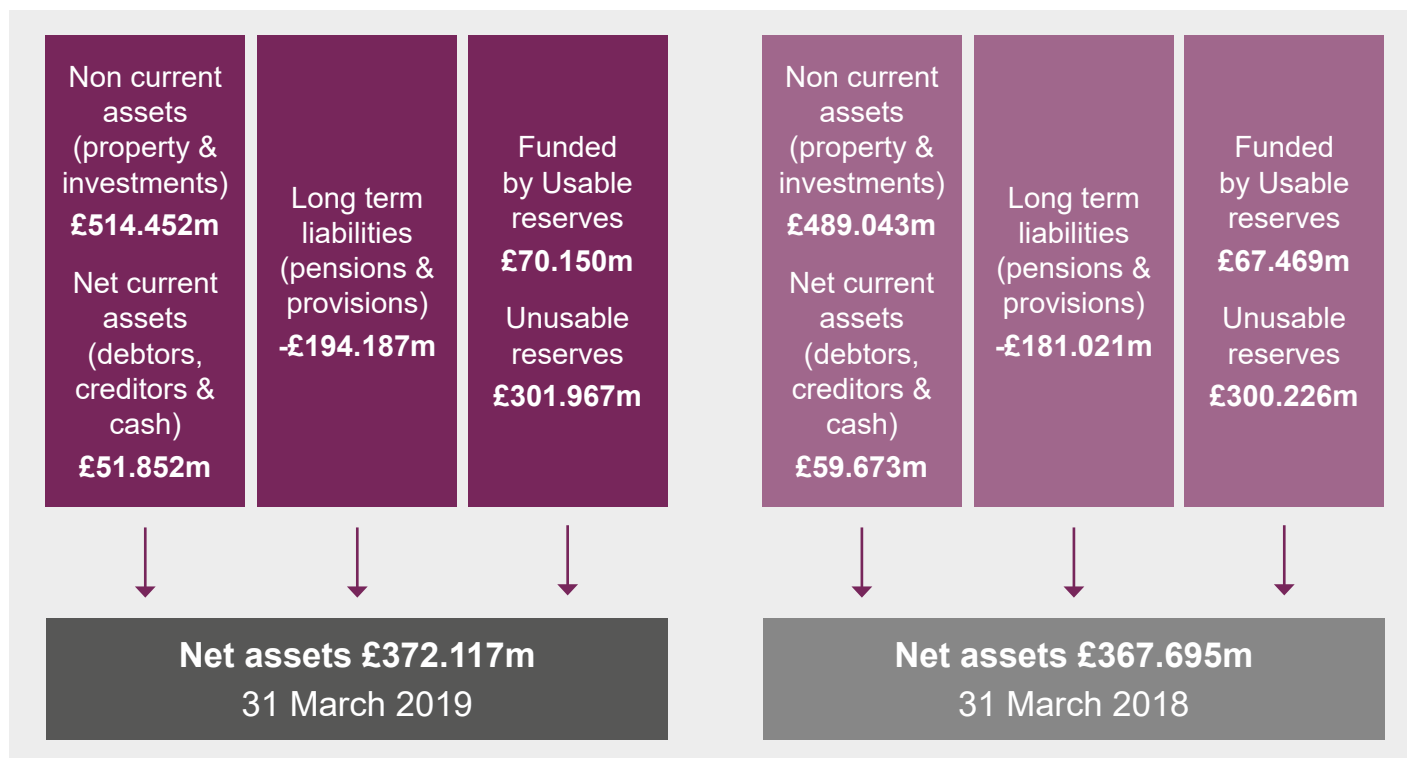 Non current
assets
(property &
investments)
£514.452m
Net current
assets
(debtors,
creditors &
cash)
£51.852m
Long term
liabilities
(pensions &
provisions)
-£194.187m
Funded
by Usable
reserves
£70.150m
Unusable
reserves
£301.967m
Net assets £372.117m
31 March 2019
Non current
assets
(property &
investments)
£489.043m
Net current
assets
(debtors,
creditors &
cash)
£59.673m
Long term
liabilities
(pensions &
provisions)
-£181.021m
Funded
by Usable
reserves
£67.469m
Unusable
reserves
£300.226m
Net assets £367.695m
31 March 2018